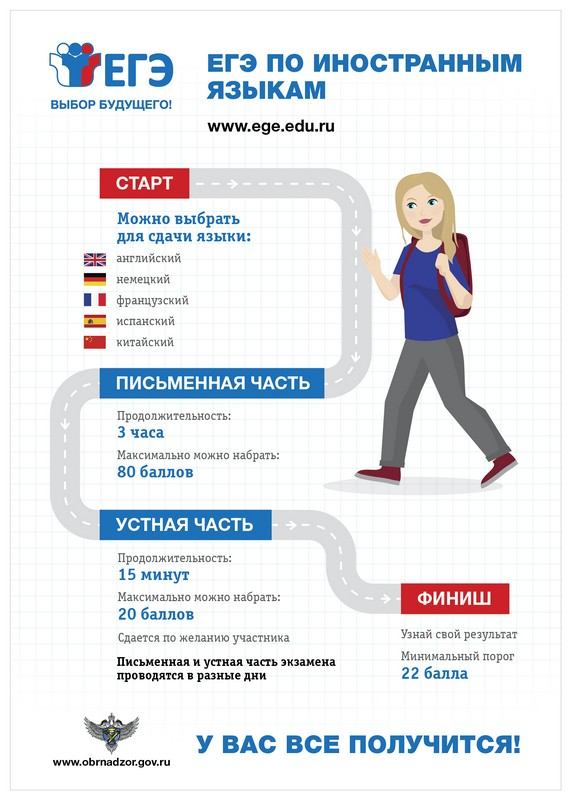 ЕГЭ
ВЫБОР БУДУЩЕГО!
ЕГЭ ПО ИНОСТРАННЫМ
ЯЗЫКАМ
www.ege.edu.ru
СТАРТ
Можно выбрать
для сдачи языки:
английский
немецкий
французский
испанский
китайский
ПИСЬМЕННАЯ ЧАСТЬ
Продолжительность:
3 часа
Максимально можно набрать:
80 баллов
УСТНАЯ ЧАСТЬ
Продолжительность:
15 минут
Максимально можно набрать:
20 баллов
Сдается по желанию участника
Письменная и устная часть экзамена
проводятся в разные дни
ФИНИШ
Узнай свой результат
Минимальный порог
22 балла
www.obrnadzor.gov.ru
У ВАС ВСЕ ПОЛУЧИТСЯ!